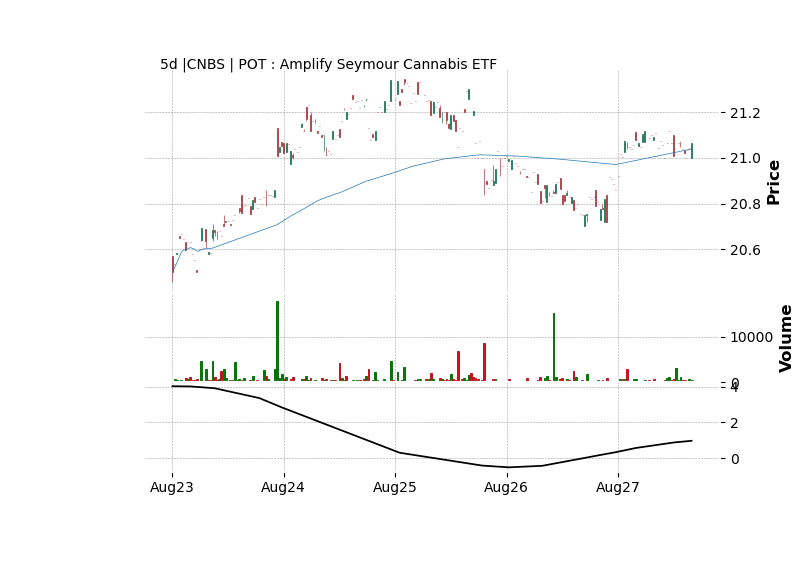 5d |CNBS | POT : Amplify Seymour Cannabis ETF
21.2
21.0
20.8
20.6
Price
10000
0
Volume
4
2
0
Aug23 Aug24 Aug25 Aug26 Aug27